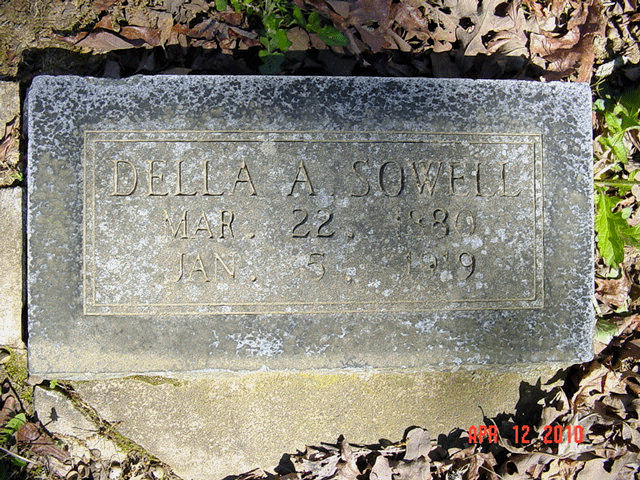 DELLA A. SOWELL
MAR. 22. 1880
JAN. 5. 1919
APR 12 2010